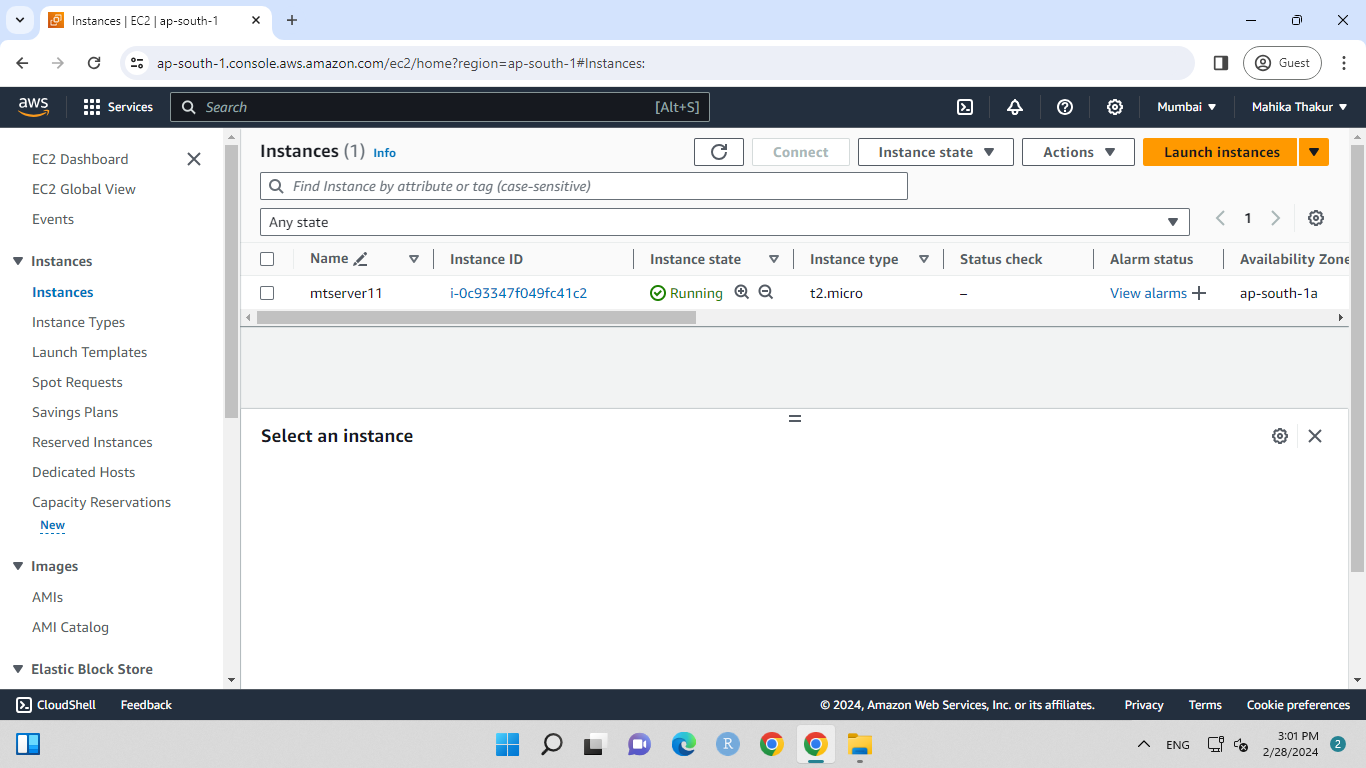 Instances | EC2 | ap-south-1
ap-south-1.console.aws.amazon.com/ec2/home?region=ap-south-1#Instances:
Guest
aws
Services
Search
[Alt+S]
Mumbai
Mahika Thakur
EC2 Dashboard
EC2 Global View
Events
Instances
Instances
Instance Types
Launch Templates
Spot Requests
Savings Plans
Reserved Instances
Dedicated Hosts
Capacity Reservations
New
Images
AMIs
AMI Catalog
Elastic Block Store
Instances (1) Info
Connect
Instance state
Actions
Launch instances
Find Instance by attribute or tag (case-sensitive)
Any state
1
Name Instance ID Instance state Instance type Status check Alarm status Availability Zone
mtserver11 i-0c93347f049fc41c2 Running t2.micro – View alarms + ap-south-1a
Select an instance
CloudShell
Feedback
© 2024, Amazon Web Services, Inc. or its affiliates.
Privacy
Terms
Cookie preferences
R
ENG
3:01 PM
2/28/2024
2